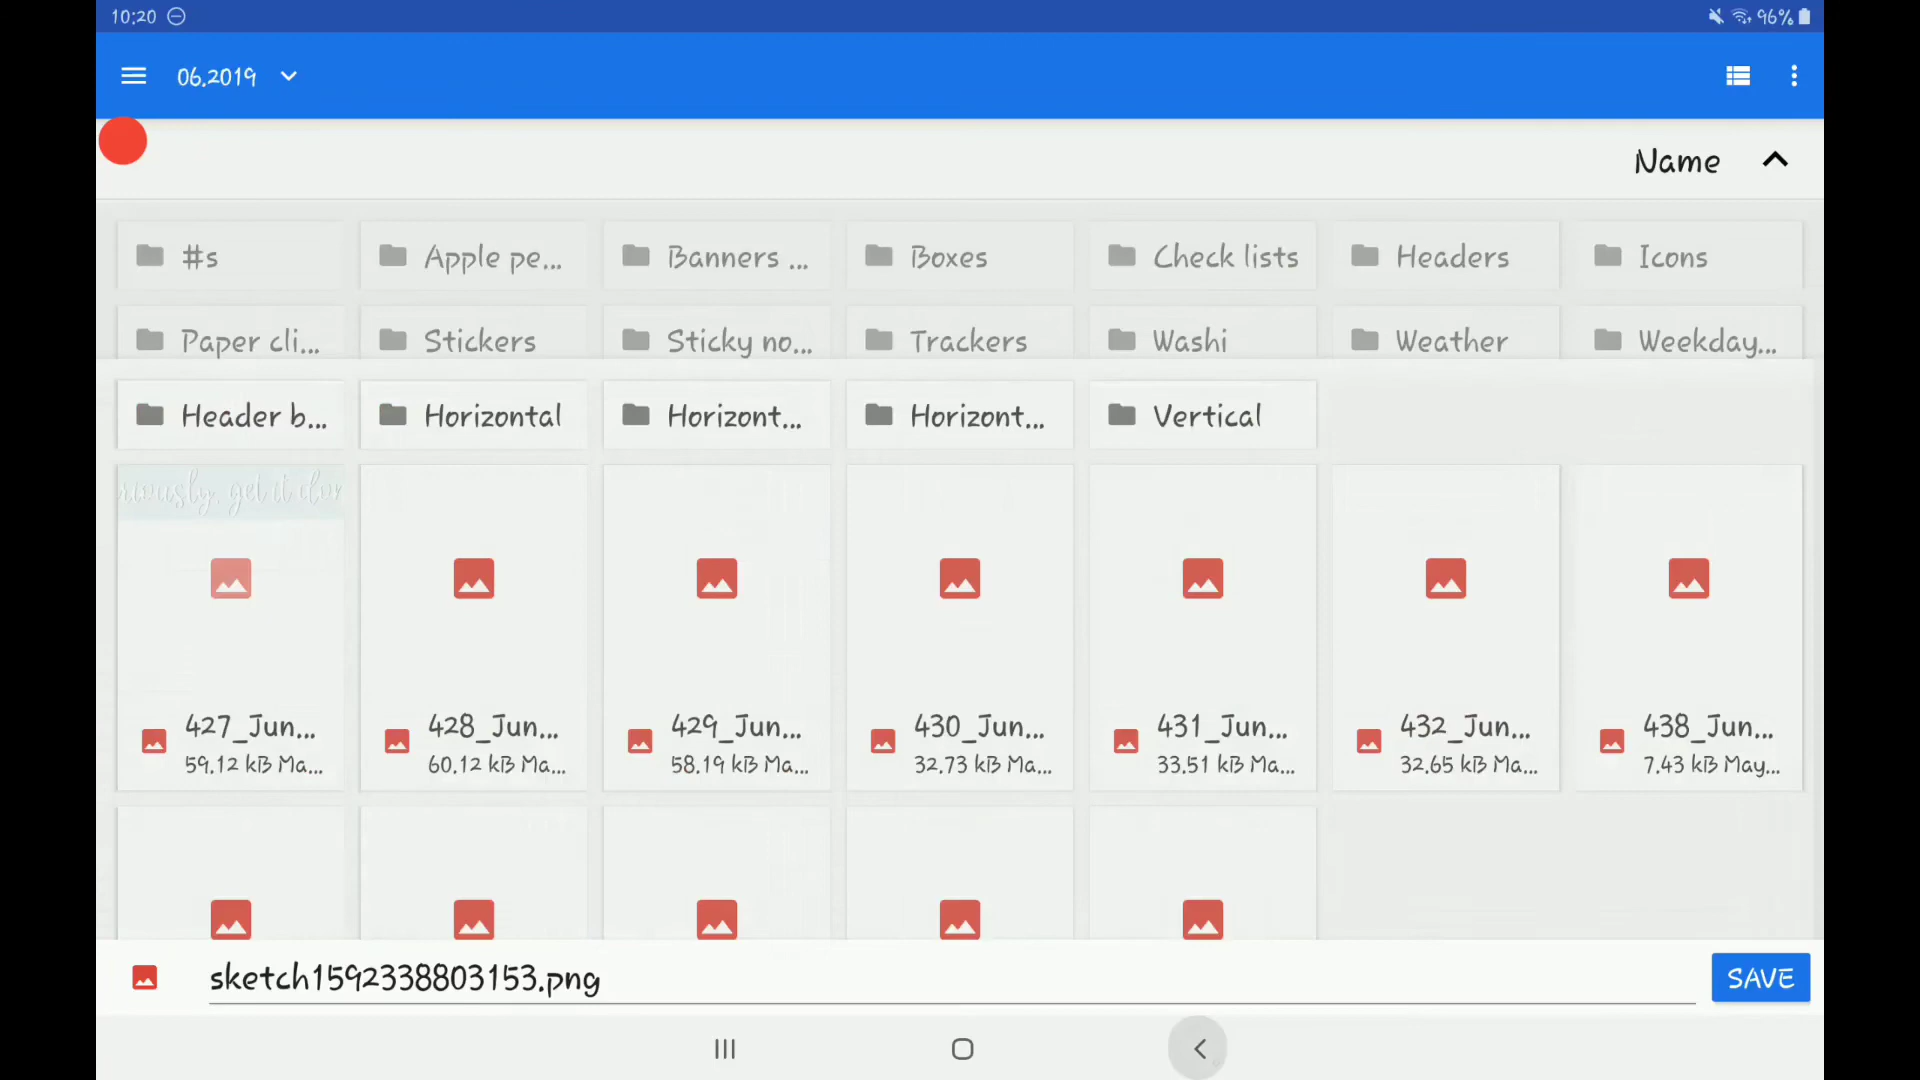 10:20
96%
06.2019
Name
#s
Apple pe...
Banners ...
Boxes
Check lists
Headers
Icons
Paper cli...
Stickers
Sticky no...
Trackers
Washi
Weather
Weekday...
Header b...
Horizontal
Horizont...
Horizont...
Vertical
get it
427_Jun...
59.12 kB Ma...
428_Jun...
60.12 kB Ma...
429_Jun...
58.19 kB Ma...
430_Jun...
32.73 kB Ma...
431_Jun...
33.51 kB Ma...
432_Jun...
32.65 kB Ma...
438_Jun...
7.43 kB May...
sketch1592338803153.png
SAVE